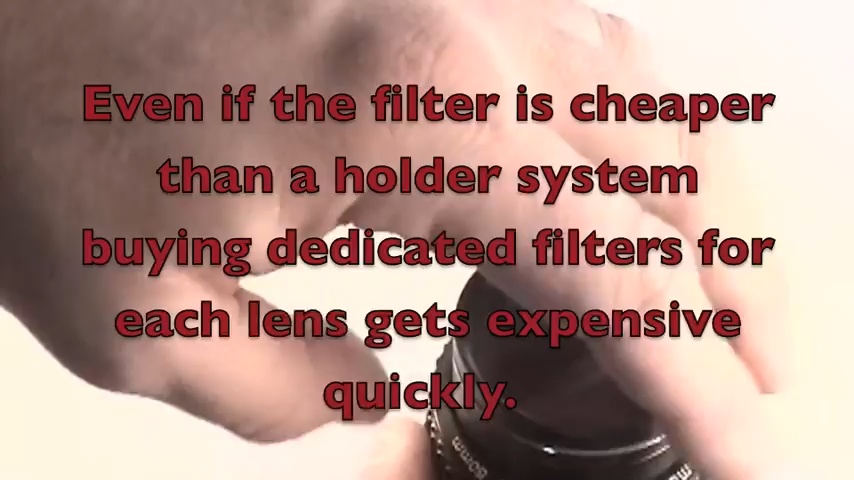 Even if the filter is cheaper
than a holder system
buying dedicated filters for
each lens gets expensive
quickly.